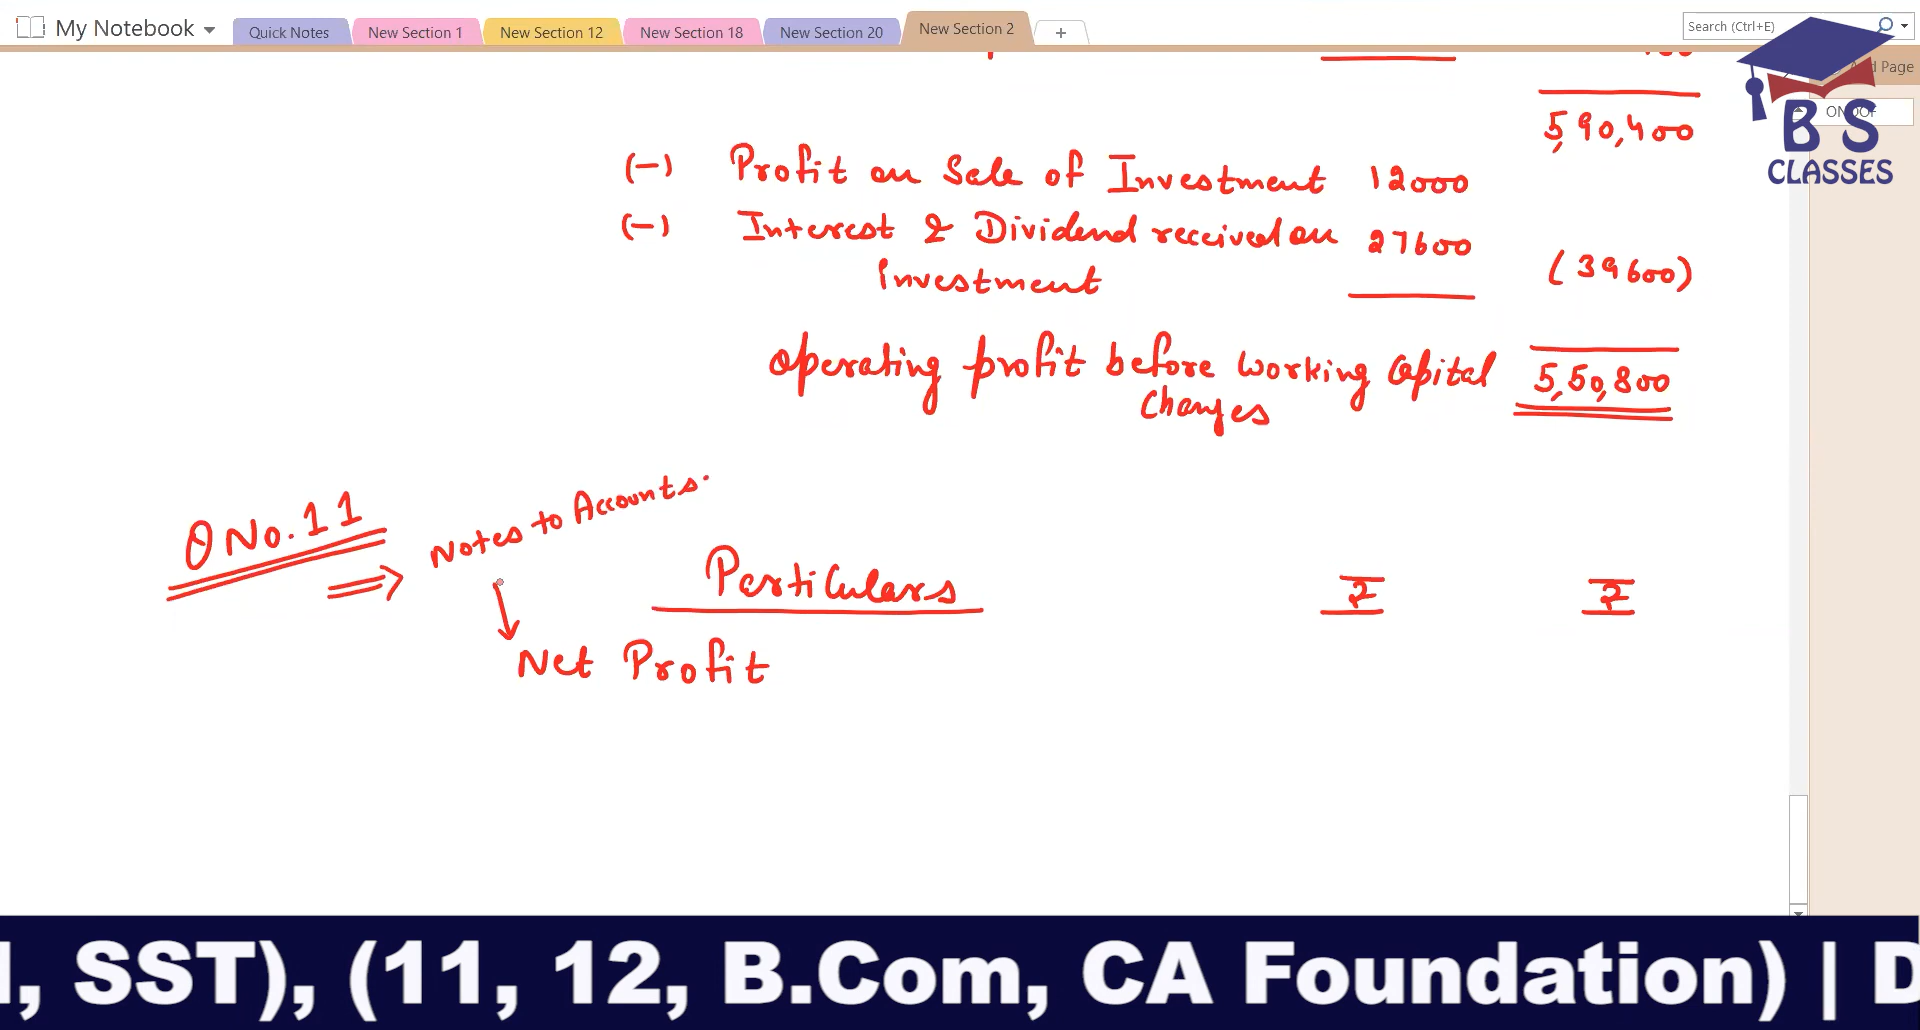 My Notebook
Quick Notes
New Section 1
New Section 12
New Section 18
New Section 20
New Section 2
+
Search (Ctrl+E)
Page
B S
CLASSES
5,90,400
(-) Profit on Sale of Investment 12000
(-) Interest & Dividend received on 27600
Investment
(39600)
Operating profit before working Capital 5,50,800
Changes
Q No. 11
Notes to Accounts.
Particulars ₹ ₹
Net Profit
, SST), (11, 12, B.Com, CA Foundation) | D